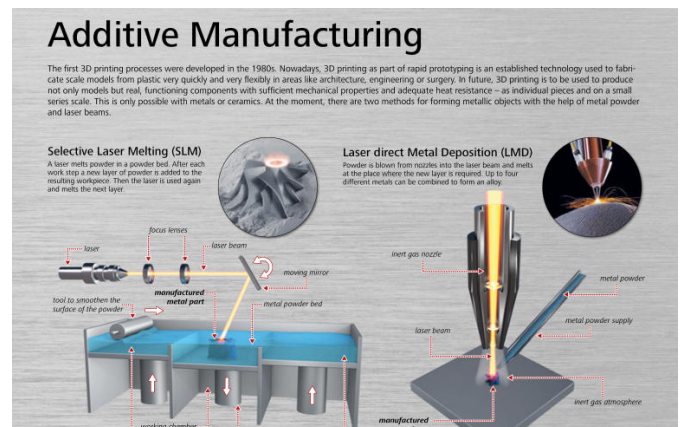 Additive Manufacturing
The first 3D printing processes were developed in the 1980s. Nowadays, 3D printing as part of rapid prototyping is an established technology used to fabri-
cate scale models from plastic very quickly and very flexibly in areas like architecture, engineering or surgery. In future, 3D printing is to be used to produce
not only models but real, functioning components with sufficient mechanical properties and adequate heat resistance – as individual pieces and on a small
series scale. This is only possible with metals or ceramics. At the moment, there are two methods for forming metallic objects with the help of metal powder
and laser beams.
Selective Laser Melting (SLM)
A laser melts powder in a powder bed. After each
work step a new layer of powder is added to the
resulting workpiece. Then the laser is used again
and melts the next layer.
focus lenses
laser
laser beam
moving mirror
manufactured
metal part
metal powder bed
tool to smoothen the
surface of the powder
working chamber
Laser direct Metal Deposition (LMD)
Powder is blown from nozzles into the laser beam and melts
at the place where the new layer is required. Up to four
different metals can be combined to form an alloy.
inert gas nozzle
metal powder
metal powder supply
laser beam
inert gas atmosphere
manufactured